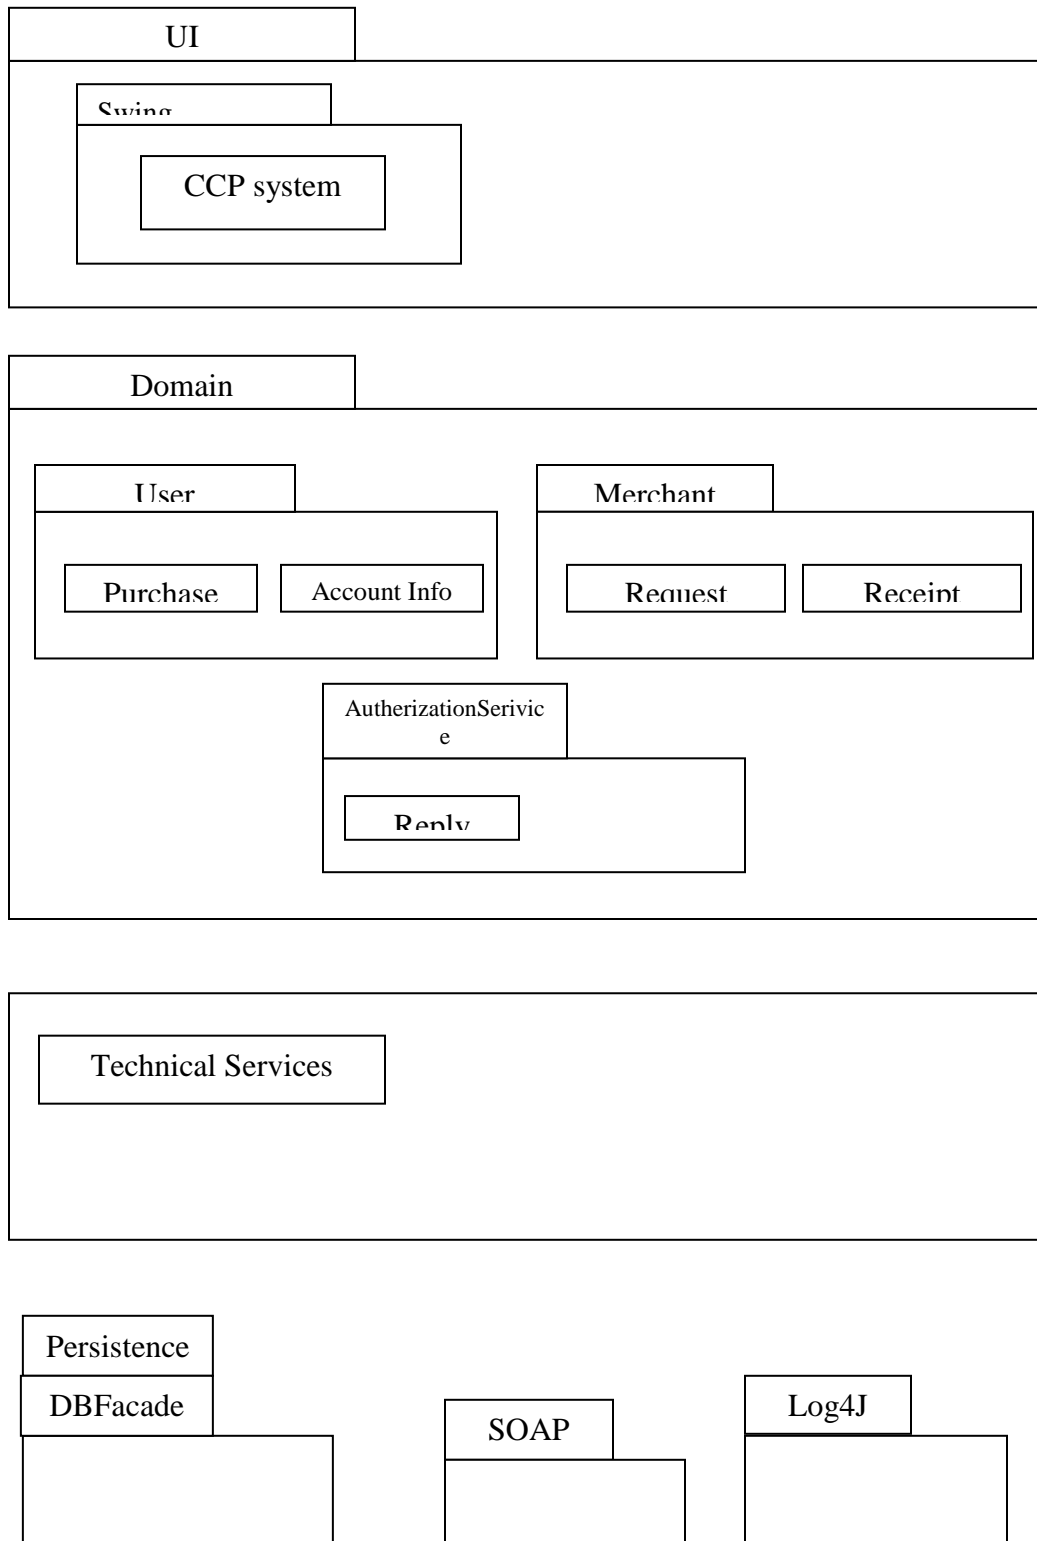 UI
Swing
CCP system
Domain
User
Merchant
Purchase
Account Info
Request
Receipt
AutherizationSerivic
e
Reply
Technical Services
Persistence
DBFacade
SOAP
Log4J